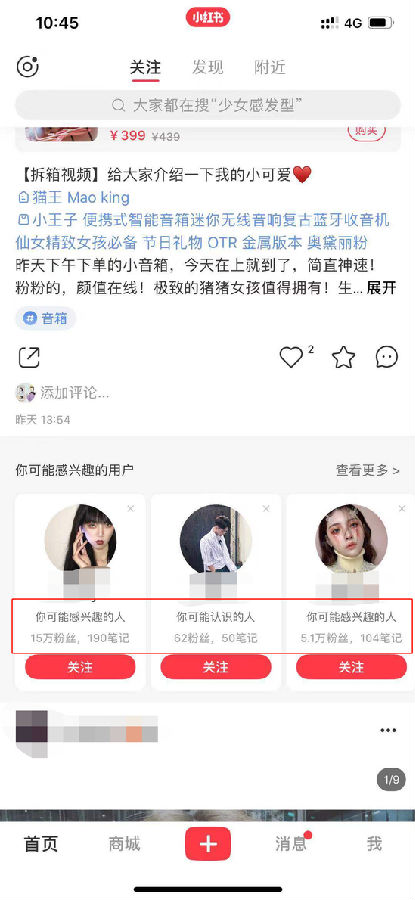 10:45
小红书
4G
关注 发现 附近
大家都在搜“少女感发型”
¥399 ¥439
购买
【拆箱视频】给大家介绍一下我的小可爱❤️
猫王 Mao king
小王子 便携式智能音箱迷你无线音响复古蓝牙收音机
仙女精致女孩必备 节日礼物 OTR 金属版本 奥黛丽粉
昨天下午下单的小音箱，今天在上就到了，简直神速！
粉粉的，颜值在线！极致的猪猪女孩值得拥有！生... 展开
# 音箱
2
添加评论...
昨天 13:54
你可能感兴趣的用户 查看更多 >
你可能感兴趣的人 你可能认识的人 你可能感兴趣的人
15万粉丝，190笔记 62粉丝，50笔记 5.1万粉丝，104笔记
关注 关注 关注
1/9
首页 商城 消息 我